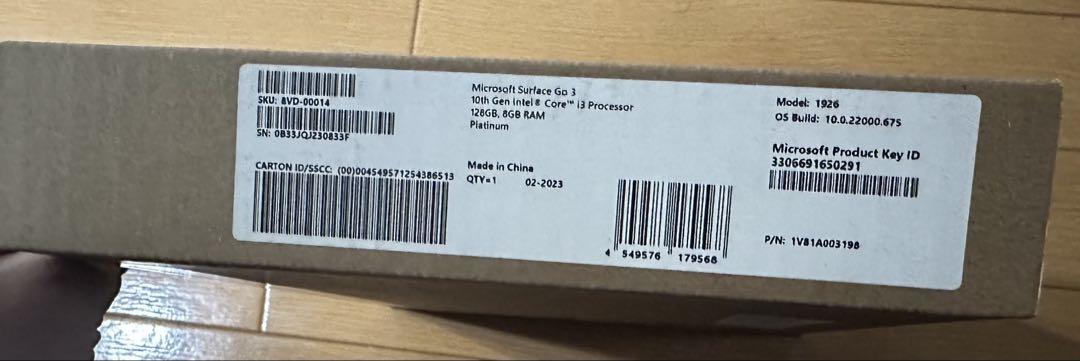 SKU: 8VD-00014
SN: 0B33JQJ230833F
Microsoft Surface Go 3
10th Gen Intel® Core™ i3 Processor
128GB, 8GB RAM
Platinum
Model: 1926
OS Build: 10.0.22000.675
Microsoft Product Key ID
3306691650291
CARTON ID/SSCC: (00)004549571254386513
Made in China
QTY=1 02-2023
4 549576 179568
P/N: 1V81A003198